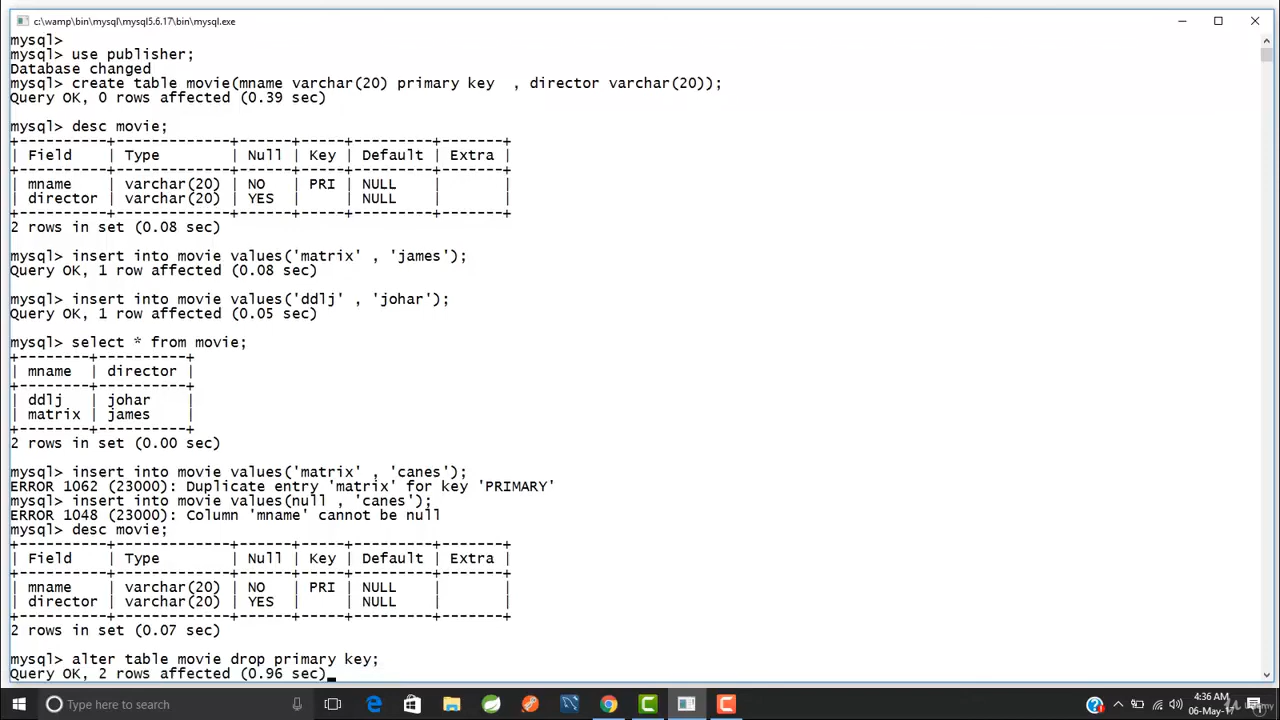 c:\wamp\bin\mysql\mysql5.6.17\bin\mysql.exe
mysql>
mysql> use publisher;
Database changed
mysql> create table movie(mname varchar(20) primary key  , director varchar(20));
Query OK, 0 rows affected (0.39 sec)

mysql> desc movie;
+----------+-------------+------+-----+---------+-------+
| Field    | Type        | Null | Key | Default | Extra |
+----------+-------------+------+-----+---------+-------+
| mname    | varchar(20) | NO   | PRI | NULL    |       |
| director | varchar(20) | YES  |     | NULL    |       |
+----------+-------------+------+-----+---------+-------+
2 rows in set (0.08 sec)

mysql> insert into movie values('matrix' , 'james');
Query OK, 1 row affected (0.08 sec)

mysql> insert into movie values('ddlj' , 'johar');
Query OK, 1 row affected (0.05 sec)

mysql> select * from movie;
+--------+----------+
| mname  | director |
+--------+----------+
| ddlj   | johar    |
| matrix | james    |
+--------+----------+
2 rows in set (0.00 sec)

mysql> insert into movie values('matrix' , 'canes');
ERROR 1062 (23000): Duplicate entry 'matrix' for key 'PRIMARY'
mysql> insert into movie values(null , 'canes');
ERROR 1048 (23000): Column 'mname' cannot be null
mysql> desc movie;
+----------+-------------+------+-----+---------+-------+
| Field    | Type        | Null | Key | Default | Extra |
+----------+-------------+------+-----+---------+-------+
| mname    | varchar(20) | NO   | PRI | NULL    |       |
| director | varchar(20) | YES  |     | NULL    |       |
+----------+-------------+------+-----+---------+-------+
2 rows in set (0.07 sec)

mysql> alter table movie drop primary key;
Query OK, 2 rows affected (0.96 sec)
Type here to search
4:36 AM
06-May-1